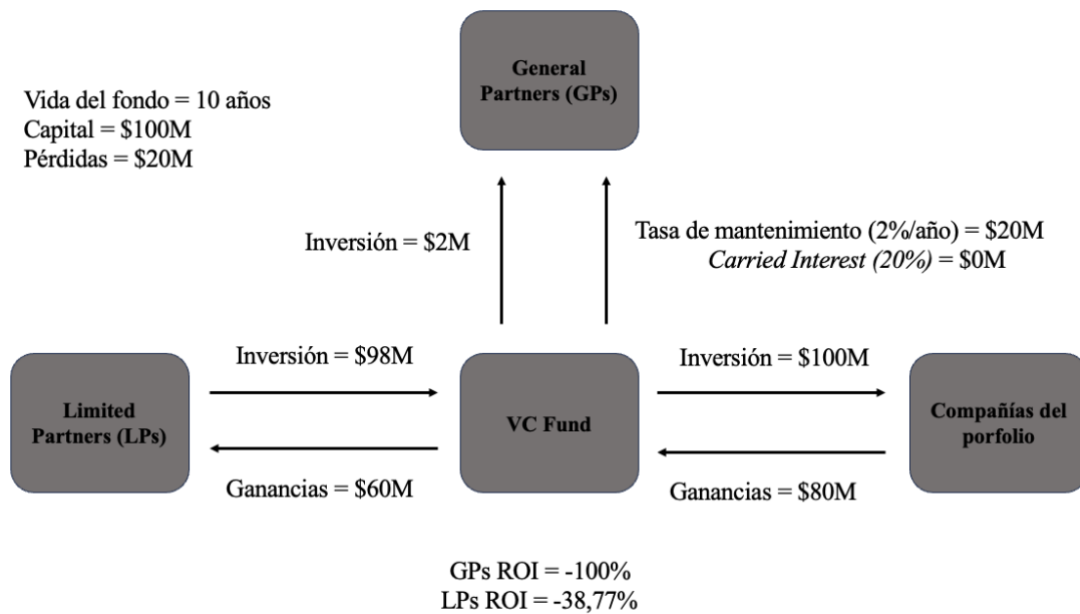 General
Partners (GPs)
Vida del fondo = 10 años
Capital = $100M
Pérdidas = $20M
Inversión = $2M
Tasa de mantenimiento (2%/año) = $20M
Carried Interest (20%) = $0M
Inversión = $98M
Inversión = $100M
Limited
Partners (LPs)
VC Fund
Compañías del
porfolio
Ganancias = $60M
Ganancias = $80M
GPs ROI = -100%
LPs ROI = -38,77%